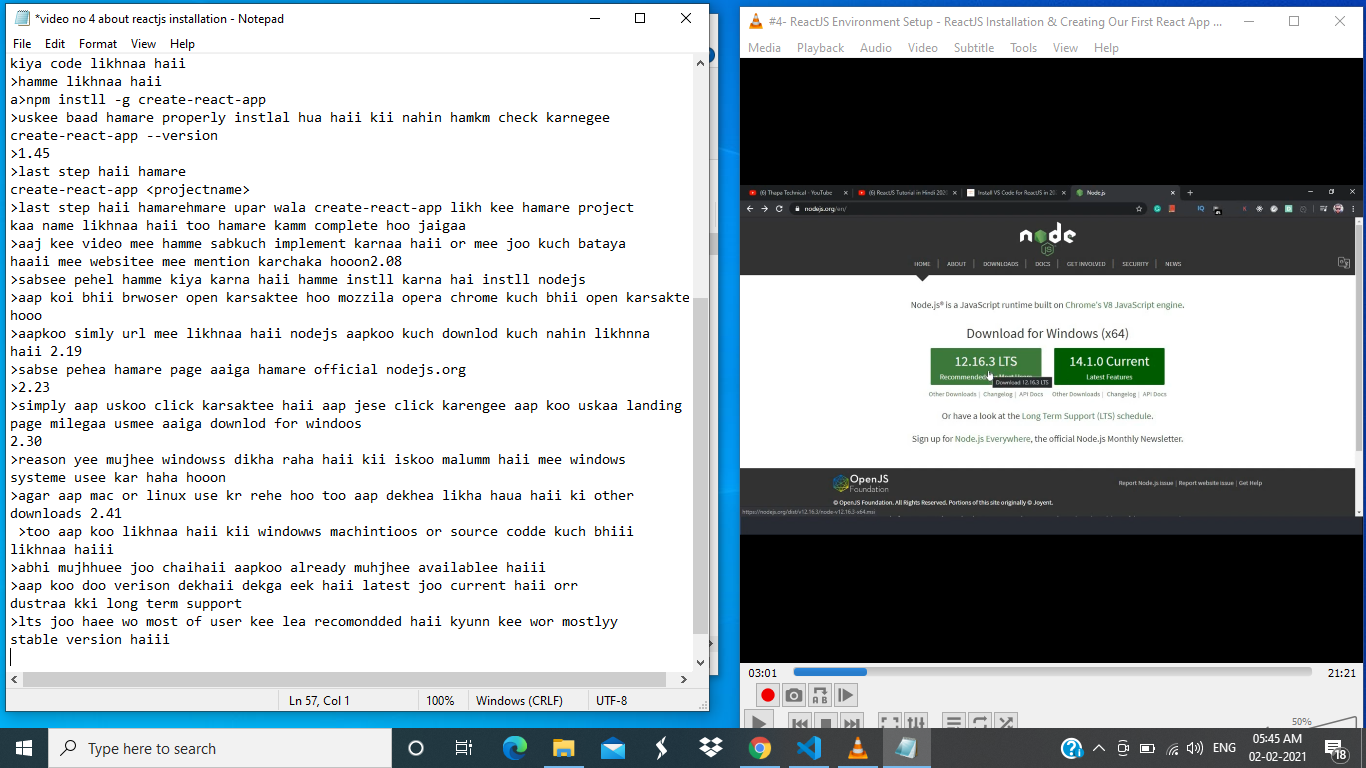 *video no 4 about reactjs installation - Notepad
File Edit Format View Help
kiya code likhnaa haii
>hamme likhnaa haii
a>npm instll -g create-react-app
>uskee baad hamare properly instlal hua haii kii nahin hamkm check karnegee
create-react-app --version
>1.45
>last step haii hamare
create-react-app <projectname>
>last step haii hamarehmare upar wala create-react-app likh kee hamare project
kaa name likhnaa haii too hamare kamm complete hoo jaigaa
>aaj kee video mee hamme sabkuch implement karnaa haii or mee joo kuch bataya
haaii mee websitee mee mention karchaka hooon2.08
>sabsee pehel hamme kiya karna haii hamme instll karna hai instll nodejs
>aap koi bhii brwoser open karsaktee hoo mozzila opera chrome kuch bhii open karsakte
hooo
>aapkoo simly url mee likhnaa haii nodejs aapkoo kuch downlod kuch nahin likhnna
haii 2.19
>sabse pehea hamare page aaiga hamare official nodejs.org
>2.23
>simply aap uskoo click karsaktee haii aap jese click karengee aap koo uskaa landing
page milegaa usmee aaiga downlod for windoos
2.30
>reason yee mujhee windowss dikha raha haii kii iskoo malumm haii mee windows
systeme usee kar haha hooon
>agar aap mac or linux use kr rehe hoo too aap dekhea likha haua haii ki other
downloads 2.41
>too aap koo likhnaa haii kii windowws machintioos or source codde kuch bhiii
likhnaa haiii
>abhi mujhhuee joo chaihaii aapkoo already muhjhee availablee haiii
>aap koo doo verison dekhaii dekga eek haii latest joo current haii orr
dustraa kki long term support
>lts joo haee wo most of user kee lea recomondded haii kyunn kee wor mostlyy
stable version haiii
Ln 57, Col 1 100% Windows (CRLF) UTF-8
#4- ReactJS Environment Setup - ReactJS Installation & Creating Our First React App ...
Media Playback Audio Video Subtitle Tools View Help
(6) Thapa Technical - YouTube (6) ReactJS Tutorial in Hindi 202 Install VS Code for ReactJS in 20 Node.js
nodejs.org/en/
node
JS
HOME | ABOUT | DOWNLOADS | DOCS | GET INVOLVED | SECURITY | NEWS
Node.js® is a JavaScript runtime built on Chrome's V8 JavaScript engine.
Download for Windows (x64)
12.16.3 LTS 14.1.0 Current
Recommended Latest Features
Download 12.16.3 LTS
Other Downloads | Changelog | API Docs Other Downloads | Changelog | API Docs
Or have a look at the Long Term Support (LTS) schedule.
Sign up for Node.js Everywhere, the official Node.js Monthly Newsletter.
OpenJS
Foundation
Report Node.js issue | Report website issue | Get Help
© OpenJS Foundation. All Rights Reserved. Portions of this site originally © Joyent.
https://nodejs.org/dist/v12.16.3/node-v12.16.3-x64.msi
03:01 21:21
50%
Type here to search
ENG
05:45 AM
02-02-2021
18